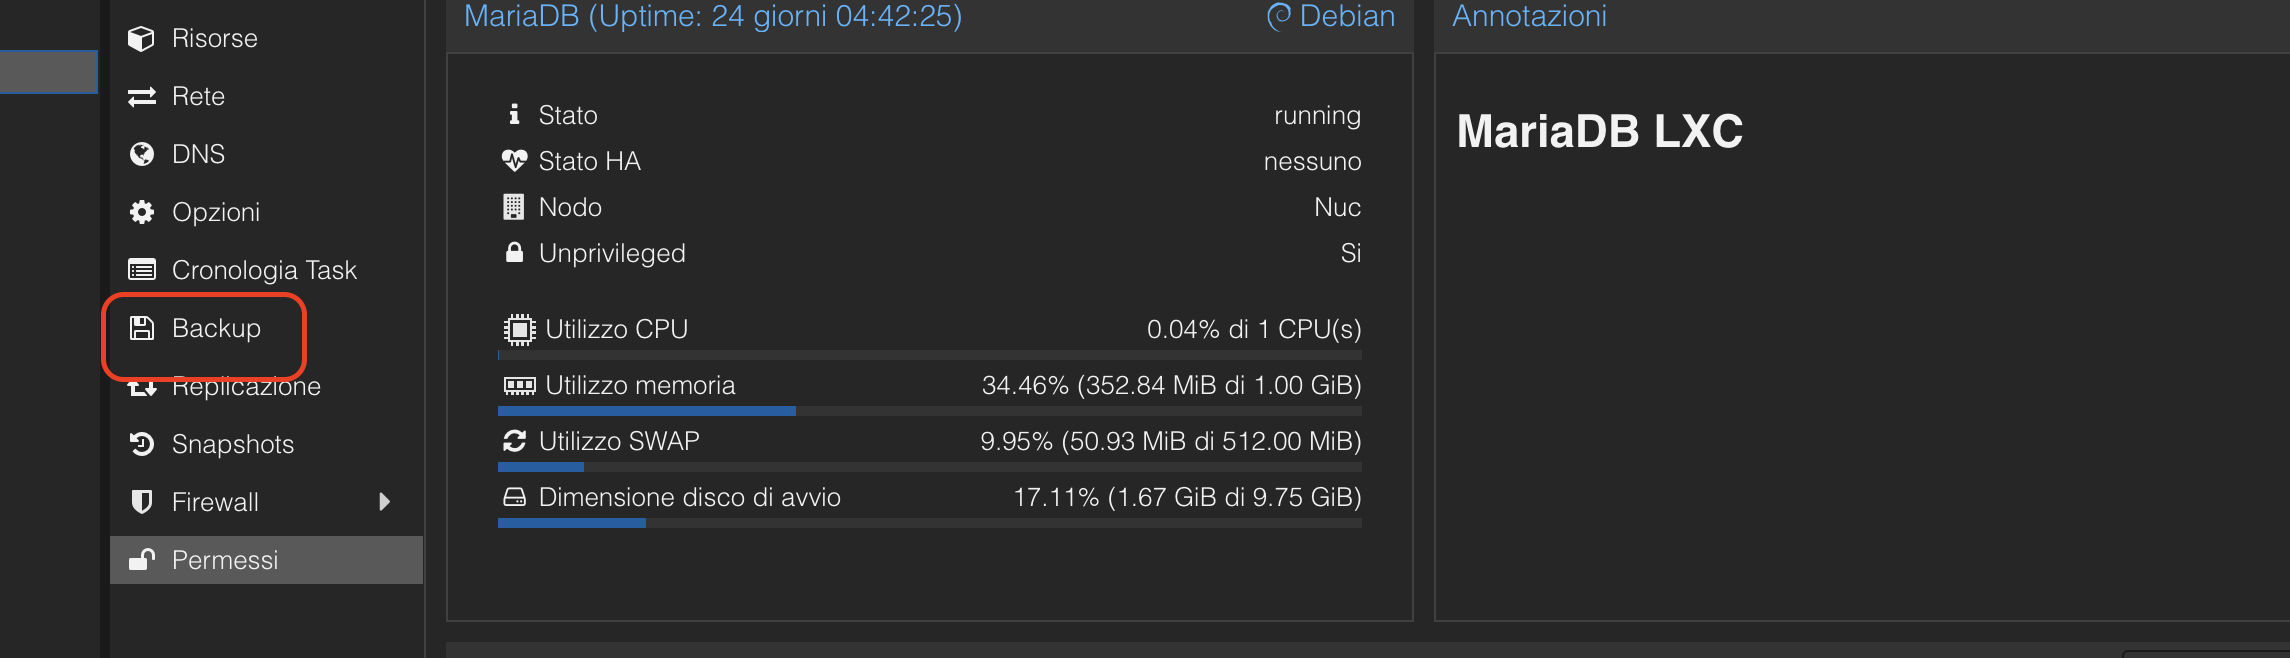 Risorse
Rete
DNS
Opzioni
Cronologia Task
Backup
Replicazione
Snapshots
Firewall
Permessi
MariaDB (Uptime: 24 giorni 04:42:25) Debian
Stato running
Stato HA nessuno
Nodo Nuc
Unprivileged Si
Utilizzo CPU 0.04% di 1 CPU(s)
Utilizzo memoria 34.46% (352.84 MiB di 1.00 GiB)
Utilizzo SWAP 9.95% (50.93 MiB di 512.00 MiB)
Dimensione disco di avvio 17.11% (1.67 GiB di 9.75 GiB)
Annotazioni
MariaDB LXC